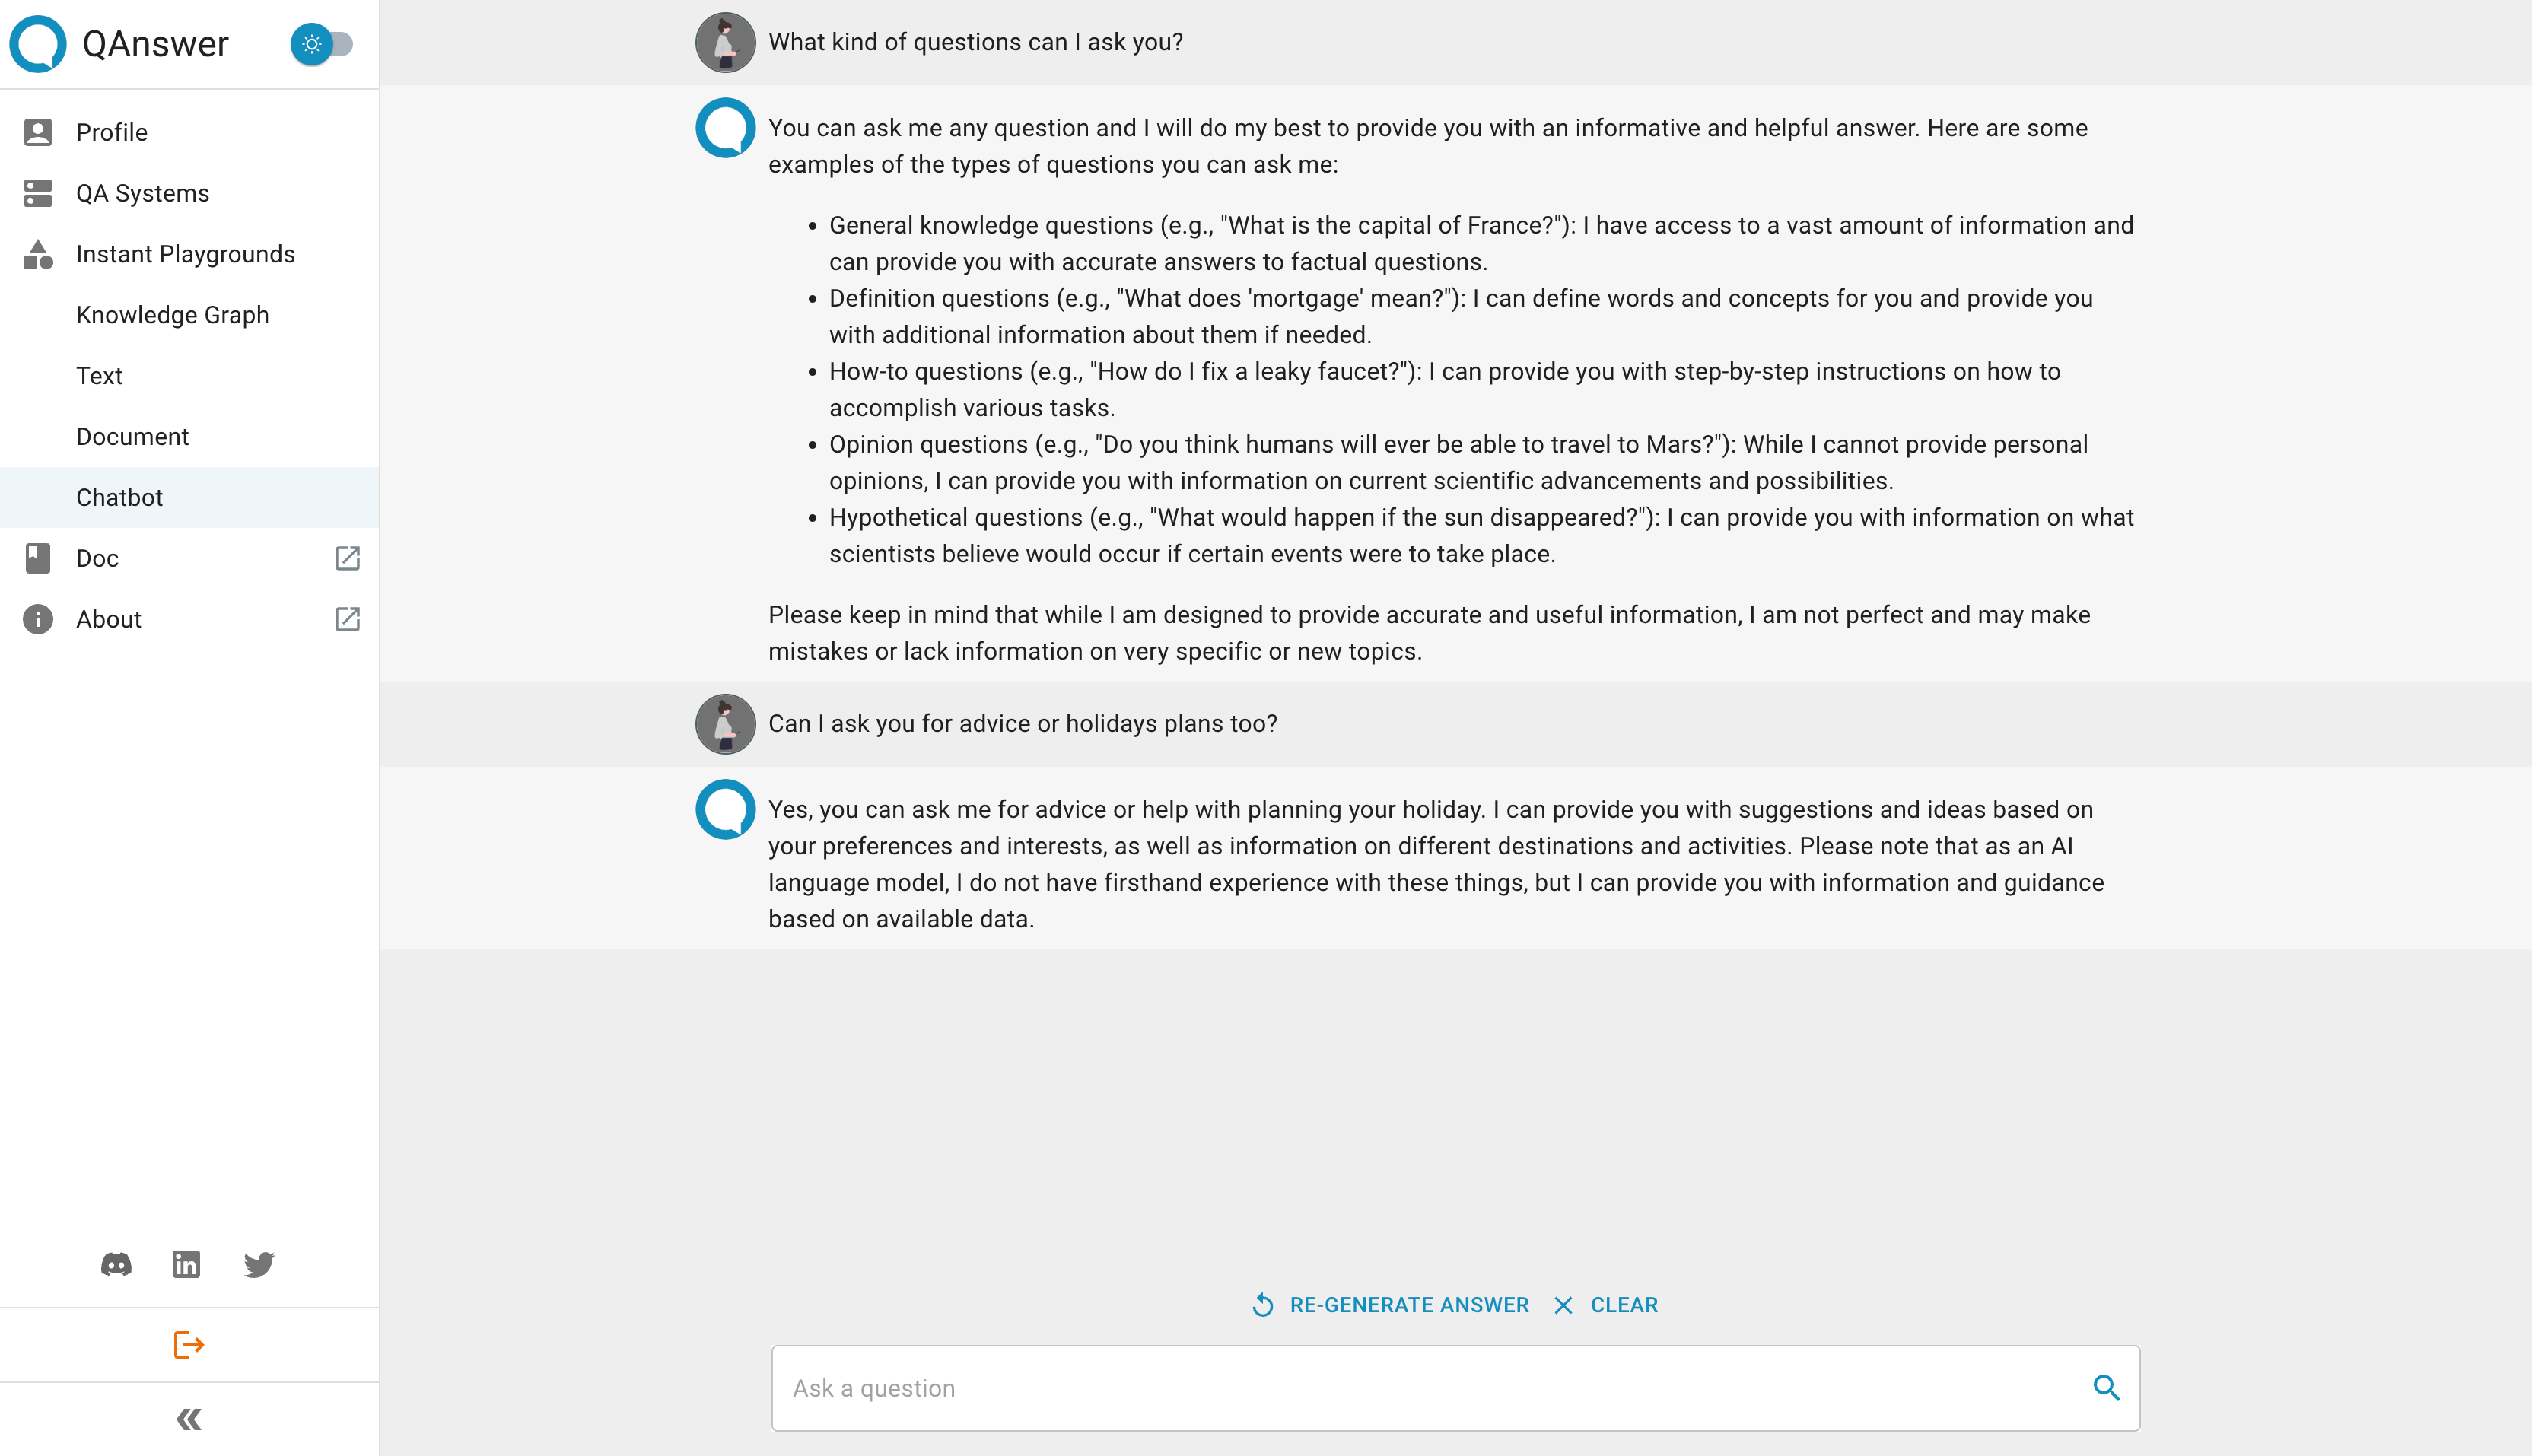 QAnswer
Profile
QA Systems
Instant Playgrounds
Knowledge Graph
Text
Document
Chatbot
Doc
About
What kind of questions can I ask you?
You can ask me any question and I will do my best to provide you with an informative and helpful answer. Here are some
examples of the types of questions you can ask me:
• General knowledge questions (e.g., "What is the capital of France?"): I have access to a vast amount of information and
can provide you with accurate answers to factual questions.
• Definition questions (e.g., "What does 'mortgage' mean?"): I can define words and concepts for you and provide you
with additional information about them if needed.
• How-to questions (e.g., "How do I fix a leaky faucet?"): I can provide you with step-by-step instructions on how to
accomplish various tasks.
• Opinion questions (e.g., "Do you think humans will ever be able to travel to Mars?"): While I cannot provide personal
opinions, I can provide you with information on current scientific advancements and possibilities.
• Hypothetical questions (e.g., "What would happen if the sun disappeared?"): I can provide you with information on what
scientists believe would occur if certain events were to take place.
Please keep in mind that while I am designed to provide accurate and useful information, I am not perfect and may make
mistakes or lack information on very specific or new topics.
Can I ask you for advice or holidays plans too?
Yes, you can ask me for advice or help with planning your holiday. I can provide you with suggestions and ideas based on
your preferences and interests, as well as information on different destinations and activities. Please note that as an AI
language model, I do not have firsthand experience with these things, but I can provide you with information and guidance
based on available data.
RE-GENERATE ANSWER CLEAR
Ask a question